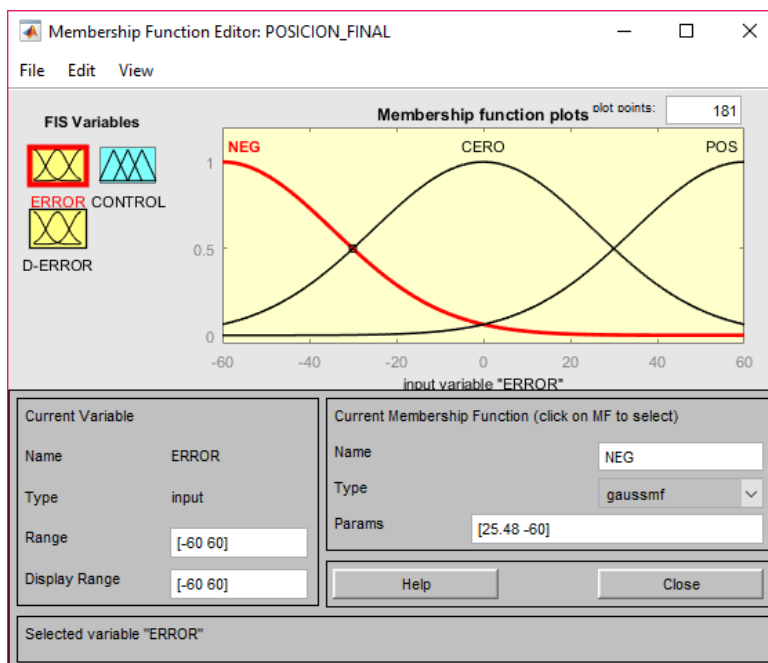 Membership Function Editor: POSICION_FINAL
File Edit View
FIS Variables
ERROR CONTROL
D-ERROR
Membership function plots plot points: 181
NEG CERO POS
1
0.5
0
-60 -40 -20 0 20 40 60
input variable "ERROR"
Current Variable
Name ERROR
Type input
Range [-60 60]
Display Range [-60 60]
Current Membership Function (click on MF to select)
Name NEG
Type gaussmf
Params [25.48 -60]
Help Close
Selected variable "ERROR"